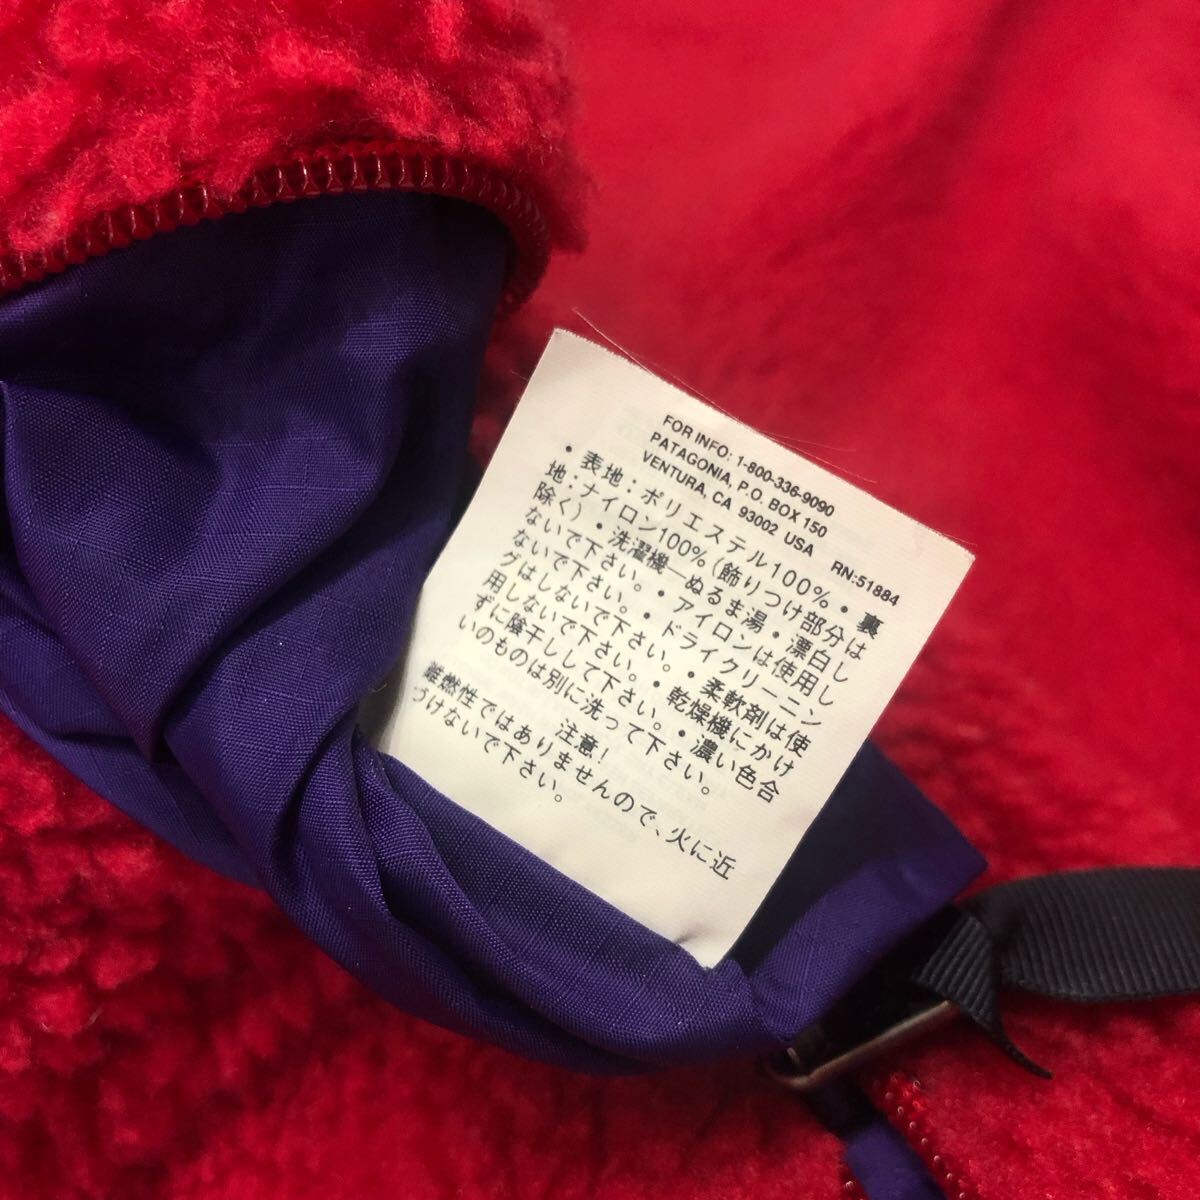 FOR INFO: 1-800-336-9090
PATAGONIA, P.O. BOX 150
VENTURA, CA 93002 USA RN:51884
・表地:ポリエステル100%・裏
地:ナイロン100%(飾りつけ部分は
除く)・洗濯機―ぬるま湯・漂白し
ないで下さい。・アイロンは使用し
ないで下さい。・ドライクリーニン
グはしないで下さい。・柔軟剤は使
用しないで下さい。・乾燥機にかけ
ずに陰干しして下さい。・濃い色合
いのものは別に洗って下さい。
注意!
難燃性ではありませんので、火に近
づけないで下さい。